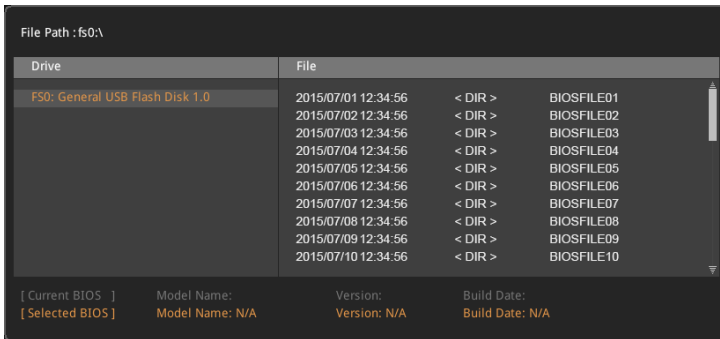 File Path : fs0:\
Drive File
FS0: General USB Flash Disk 1.0
2015/07/01 12:34:56 < DIR > BIOSFILE01
2015/07/02 12:34:56 < DIR > BIOSFILE02
2015/07/03 12:34:56 < DIR > BIOSFILE03
2015/07/04 12:34:56 < DIR > BIOSFILE04
2015/07/05 12:34:56 < DIR > BIOSFILE05
2015/07/06 12:34:56 < DIR > BIOSFILE06
2015/07/07 12:34:56 < DIR > BIOSFILE07
2015/07/08 12:34:56 < DIR > BIOSFILE08
2015/07/09 12:34:56 < DIR > BIOSFILE09
2015/07/10 12:34:56 < DIR > BIOSFILE10
[ Current BIOS ] Model Name: Version: Build Date:
[ Selected BIOS ] Model Name: N/A Version: N/A Build Date: N/A